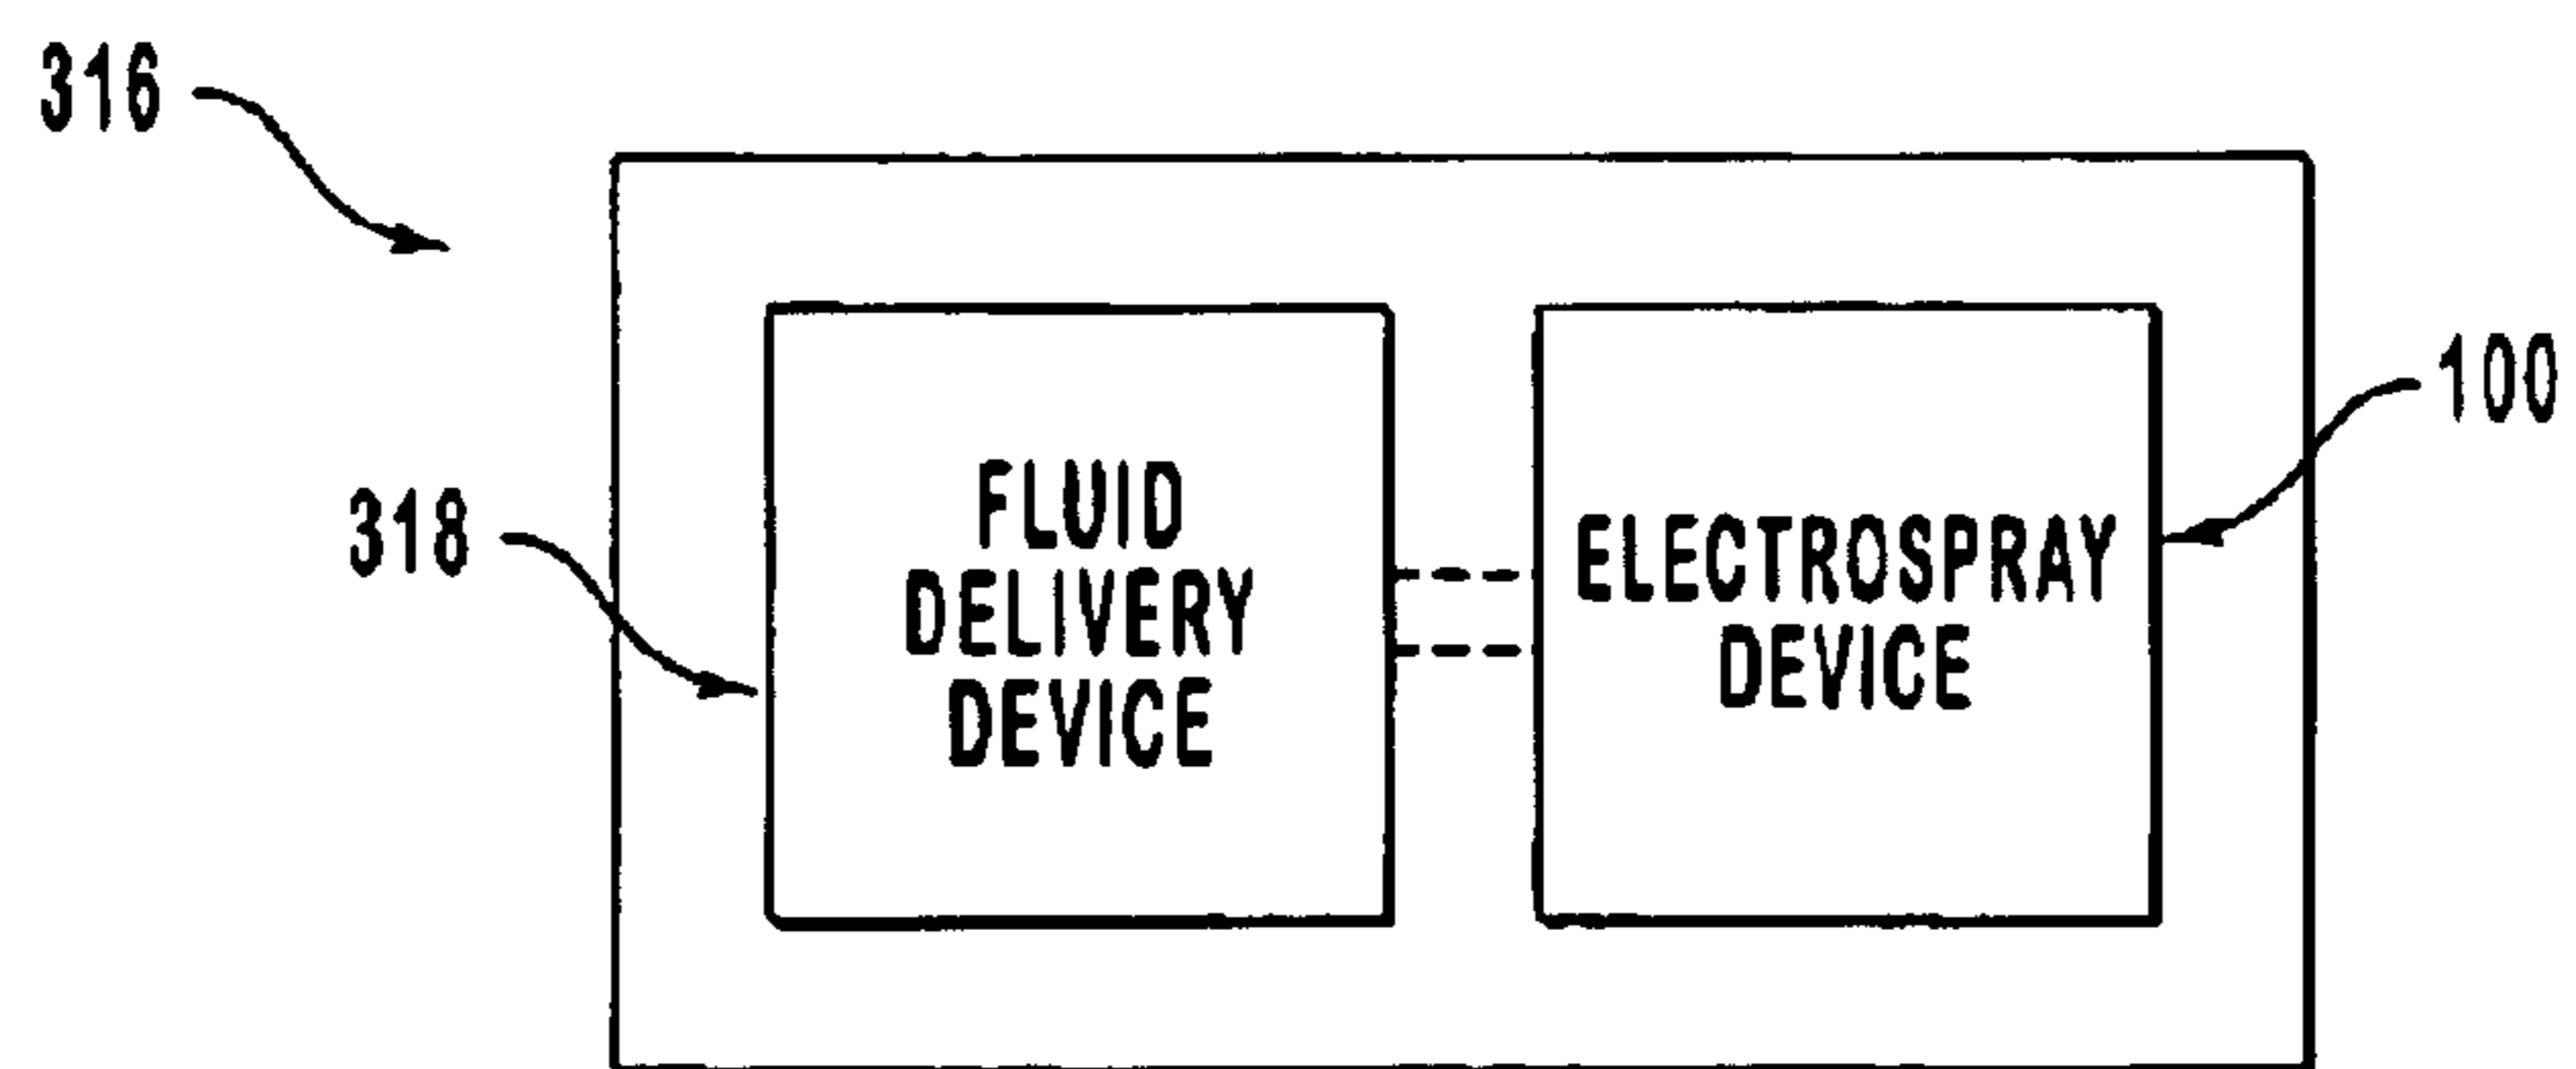 316
100
318
FLUID
DELIVERY
DEVICE
ELECTROSPRAY
DEVICE